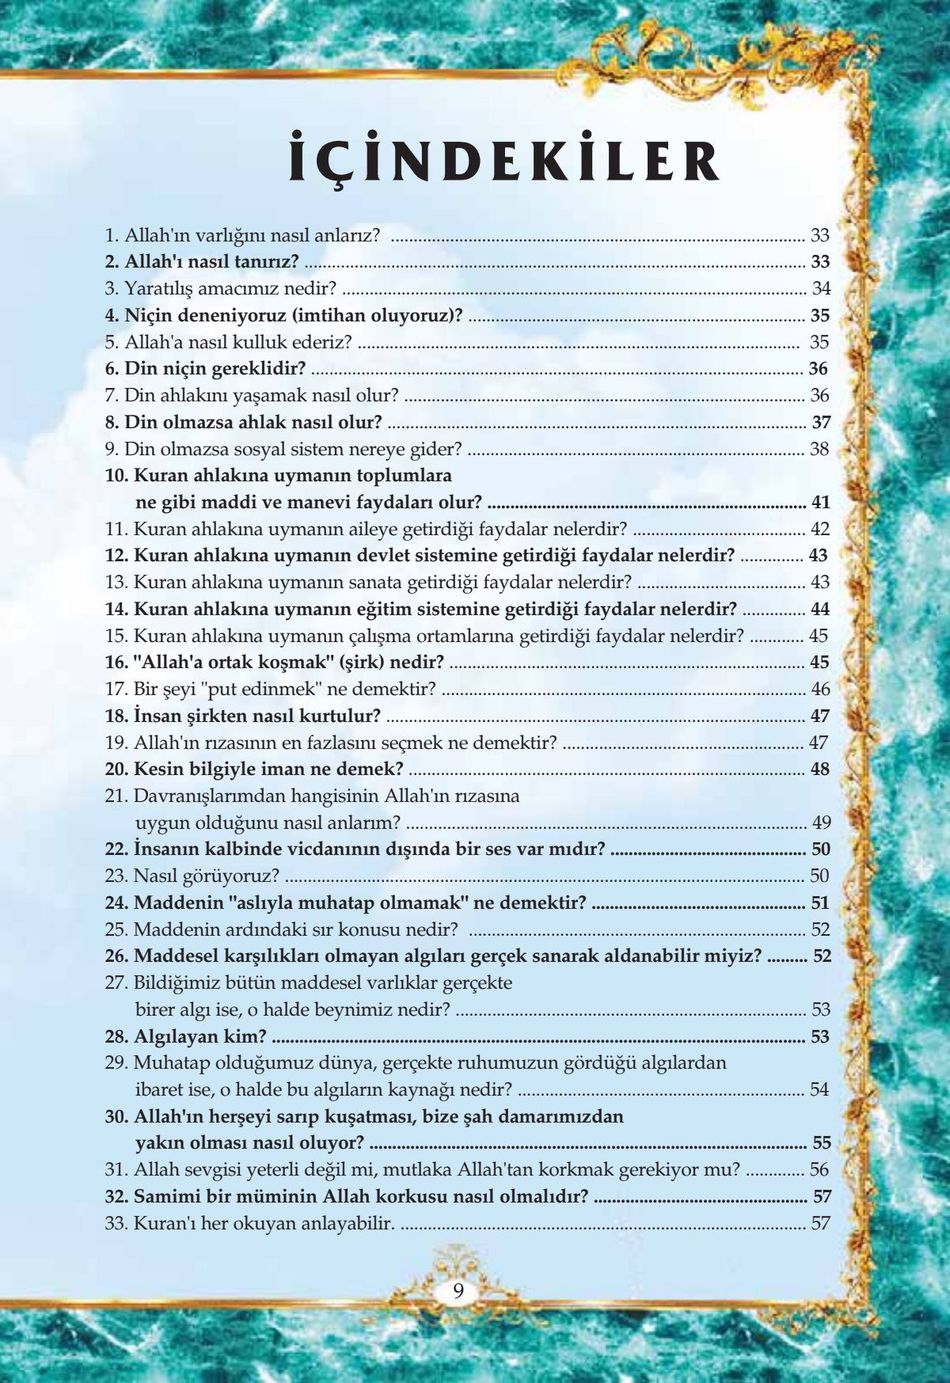 İÇİNDEKİLER
1. Allah'ın varlığını nasıl anlarız? ... 33
2. Allah'ı nasıl tanırız? ... 33
3. Yaratılış amacımız nedir? ... 34
4. Niçin deneniyoruz (imtihan oluyoruz)? ... 35
5. Allah'a nasıl kulluk ederiz? ... 35
6. Din niçin gereklidir? ... 36
7. Din ahlakını yaşamak nasıl olur? ... 36
8. Din olmazsa ahlak nasıl olur? ... 37
9. Din olmazsa sosyal sistem nereye gider? ... 38
10. Kuran ahlakına uymanın toplumlara
ne gibi maddi ve manevi faydaları olur? ... 41
11. Kuran ahlakına uymanın aileye getirdiği faydalar nelerdir? ... 42
12. Kuran ahlakına uymanın devlet sistemine getirdiği faydalar nelerdir? ... 43
13. Kuran ahlakına uymanın sanata getirdiği faydalar nelerdir? ... 43
14. Kuran ahlakına uymanın eğitim sistemine getirdiği faydalar nelerdir? ... 44
15. Kuran ahlakına uymanın çalışma ortamlarına getirdiği faydalar nelerdir? ... 45
16. "Allah'a ortak koşmak" (şirk) nedir? ... 45
17. Bir şeyi "put edinmek" ne demektir? ... 46
18. İnsan şirkten nasıl kurtulur? ... 47
19. Allah'ın rızasının en fazlasını seçmek ne demektir? ... 47
20. Kesin bilgiyle iman ne demek? ... 48
21. Davranışlarımdan hangisinin Allah'ın rızasına
uygun olduğunu nasıl anlarım? ... 49
22. İnsanın kalbinde vicdanının dışında bir ses var mıdır? ... 50
23. Nasıl görüyoruz? ... 50
24. Maddenin "aslıyla muhatap olmamak" ne demektir? ... 51
25. Maddenin ardındaki sır konusu nedir? ... 52
26. Maddesel karşılıkları olmayan algıları gerçek sanarak aldanabilir miyiz? ... 52
27. Bildiğimiz bütün maddesel varlıklar gerçekte
birer algı ise, o halde beynimiz nedir? ... 53
28. Algılayan kim? ... 53
29. Muhatap olduğumuz dünya, gerçekte ruhumuzun gördüğü algılardan
ibaret ise, o halde bu algıların kaynağı nedir? ... 54
30. Allah'ın herşeyi sarıp kuşatması, bize şah damarımızdan
yakın olması nasıl oluyor? ... 55
31. Allah sevgisi yeterli değil mi, mutlaka Allah'tan korkmak gerekiyor mu? ... 56
32. Samimi bir müminin Allah korkusu nasıl olmalıdır? ... 57
33. Kuran'ı her okuyan anlayabilir. ... 57
9